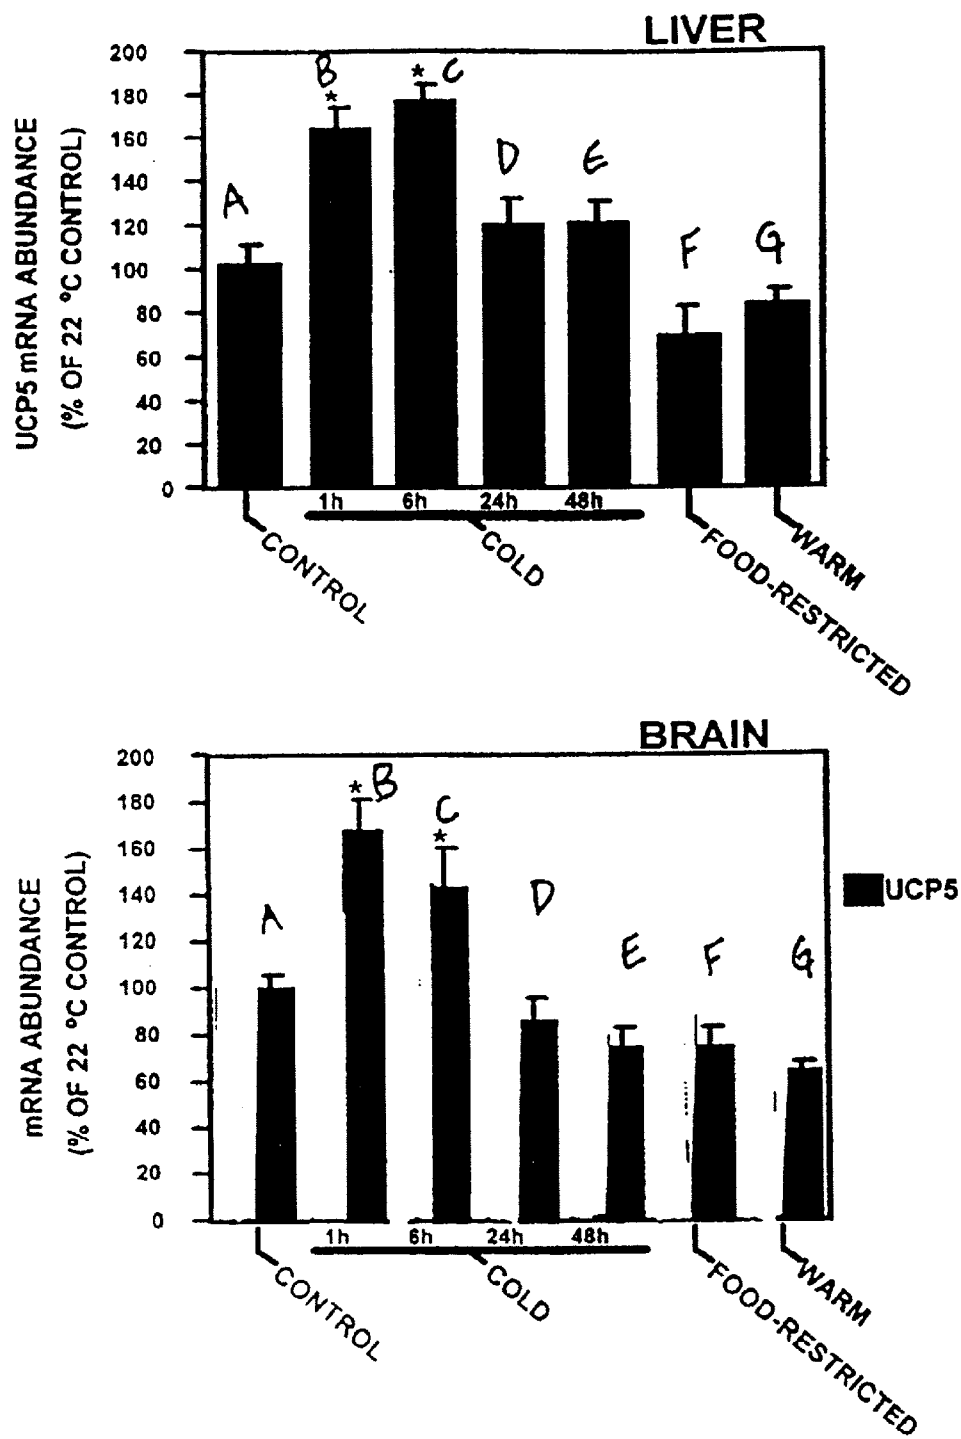 LIVER
UCP5 mRNA ABUNDANCE
(% OF 22 °C CONTROL)
200
180
160
140
120
100
80
60
40
20
0
A
B
*
* C
D
E
F
G
1h 6h 24h 48h
CONTROL
COLD
FOOD-RESTRICTED
WARM
BRAIN
mRNA ABUNDANCE
(% OF 22 °C CONTROL)
200
180
160
140
120
100
80
60
40
20
0
A
* B
C
*
D
E
F
G
UCP5
1h 6h 24h 48h
CONTROL
COLD
FOOD-RESTRICTED
WARM